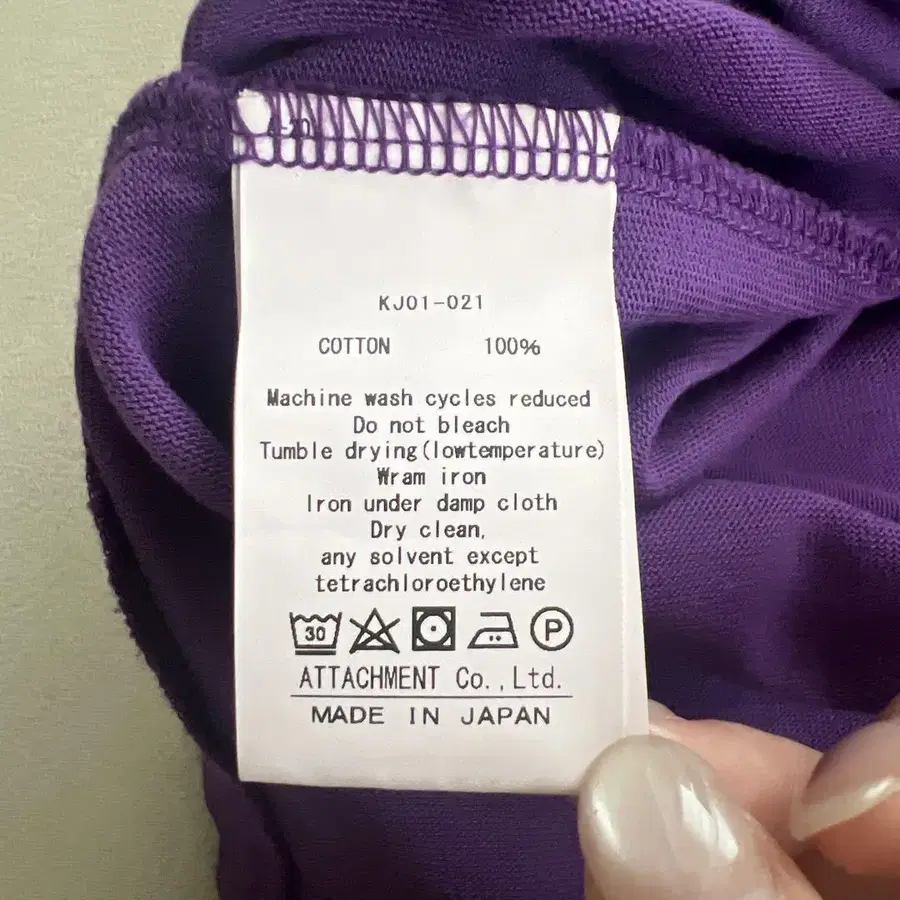 KJ01-021
COTTON 100%
Machine wash cycles reduced
Do not bleach
Tumble drying(lowtemperature)
Wram iron
Iron under damp cloth
Dry clean,
any solvent except
tetrachloroethylene
30 P
ATTACHMENT Co.,Ltd.
MADE IN JAPAN